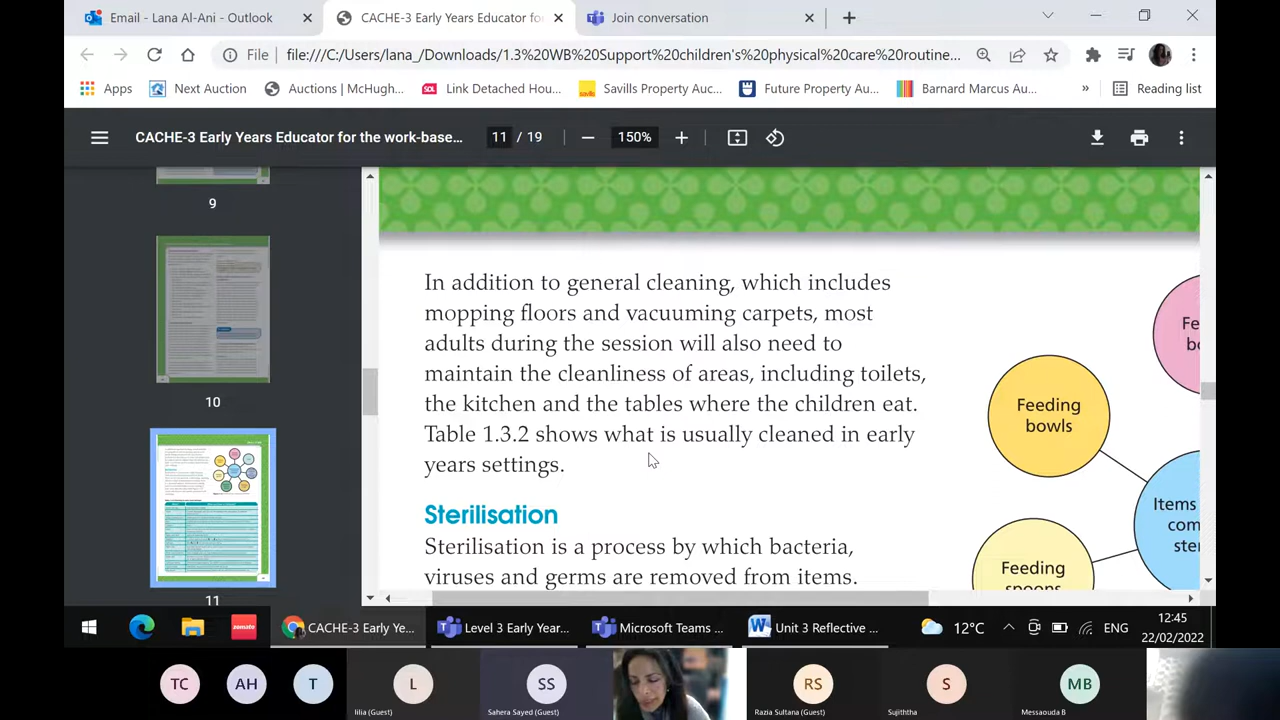 Email - Lana Al-Ani - Outlook
CACHE-3 Early Years Educator fo
Join conversation
File
file:///C:/Users/lana_/Downloads/1.3%20WB%20Support%20children's%20physical%20care%20routine...
Apps
Next Auction
Auctions | McHugh...
SDL
Link Detached Hou...
savills
Savills Property Auc...
Future Property Au...
Barnard Marcus Au...
»
Reading list
CACHE-3 Early Years Educator for the work-base...
11 / 19
150%
9
10
11
In addition to general cleaning, which includes
mopping floors and vacuuming carpets, most
adults during the session will also need to
maintain the cleanliness of areas, including toilets,
the kitchen and the tables where the children eat.
Table 1.3.2 shows what is usually cleaned in early
years settings.
Sterilisation
Sterilisation is a process by which bacteria,
viruses and germs are removed from items.
Fe
bo
Feeding
bowls
Items
com
ste
Feeding
spoons
zomato
CACHE-3 Early Ye...
Level 3 Early Year...
Microsoft Teams ...
Unit 3 Reflective ...
12°C
ENG
12:45
22/02/2022
TC
AH
T
L
lilia (Guest)
SS
Sahera Sayed (Guest)
RS
Razia Sultana (Guest)
S
Sujiththa
MB
Messaouda B